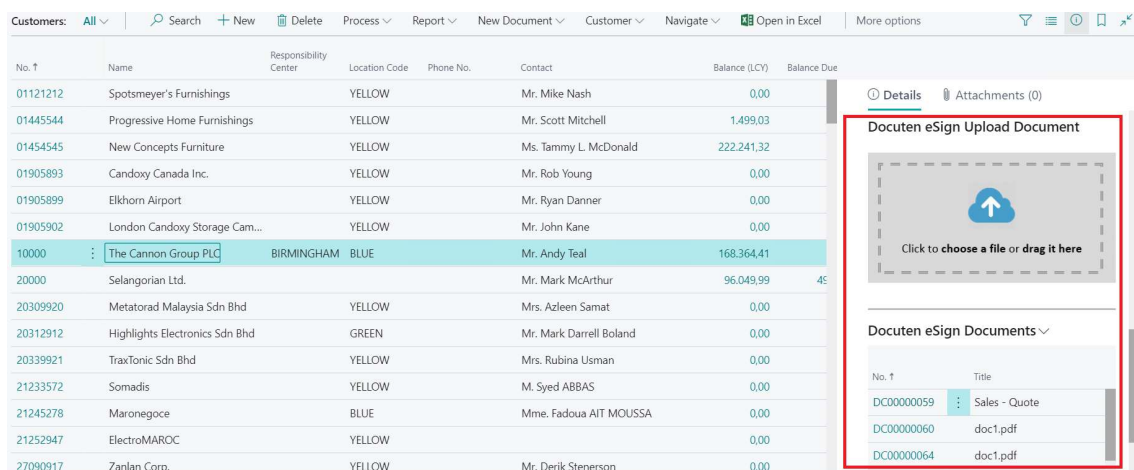 Customers: All Search + New Delete Process Report New Document Customer Navigate Open in Excel More options
No. ↑ Name Responsibility Center Location Code Phone No. Contact Balance (LCY) Balance Due
01121212 Spotsmeyer's Furnishings YELLOW Mr. Mike Nash 0,00
01445544 Progressive Home Furnishings YELLOW Mr. Scott Mitchell 1.499,03
01454545 New Concepts Furniture YELLOW Ms. Tammy L. McDonald 222.241,32
01905893 Candoxy Canada Inc. YELLOW Mr. Rob Young 0,00
01905899 Elkhorn Airport YELLOW Mr. Ryan Danner 0,00
01905902 London Candoxy Storage Cam... YELLOW Mr. John Kane 0,00
10000 The Cannon Group PLC BIRMINGHAM BLUE Mr. Andy Teal 168.364,41
20000 Selangorian Ltd. Mr. Mark McArthur 96.049,99 49
20309920 Metatorad Malaysia Sdn Bhd YELLOW Mrs. Azleen Samat 0,00
20312912 Highlights Electronics Sdn Bhd GREEN Mr. Mark Darrell Boland 0,00
20339921 TraxTonic Sdn Bhd YELLOW Mrs. Rubina Usman 0,00
21233572 Somadis YELLOW M. Syed ABBAS 0,00
21245278 Maronegoce BLUE Mme. Fadoua AIT MOUSSA 0,00
21252947 ElectroMAROC YELLOW 0,00
27090917 Zanlan Corp. YELLOW Mr. Derik Stenerson 0,00
Details Attachments (0)
Docuten eSign Upload Document
Click to choose a file or drag it here
Docuten eSign Documents
No. ↑ Title
DC00000059 Sales - Quote
DC00000060 doc1.pdf
DC00000064 doc1.pdf